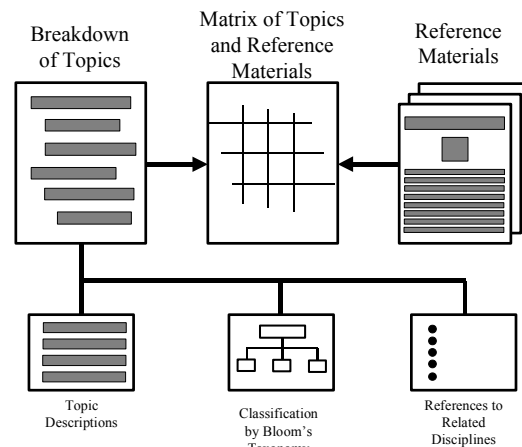 Breakdown
of Topics
Matrix of Topics
and Reference
Materials
Reference
Materials
Topic
Descriptions
Classification
by Bloom's
References to
Related
Disciplines